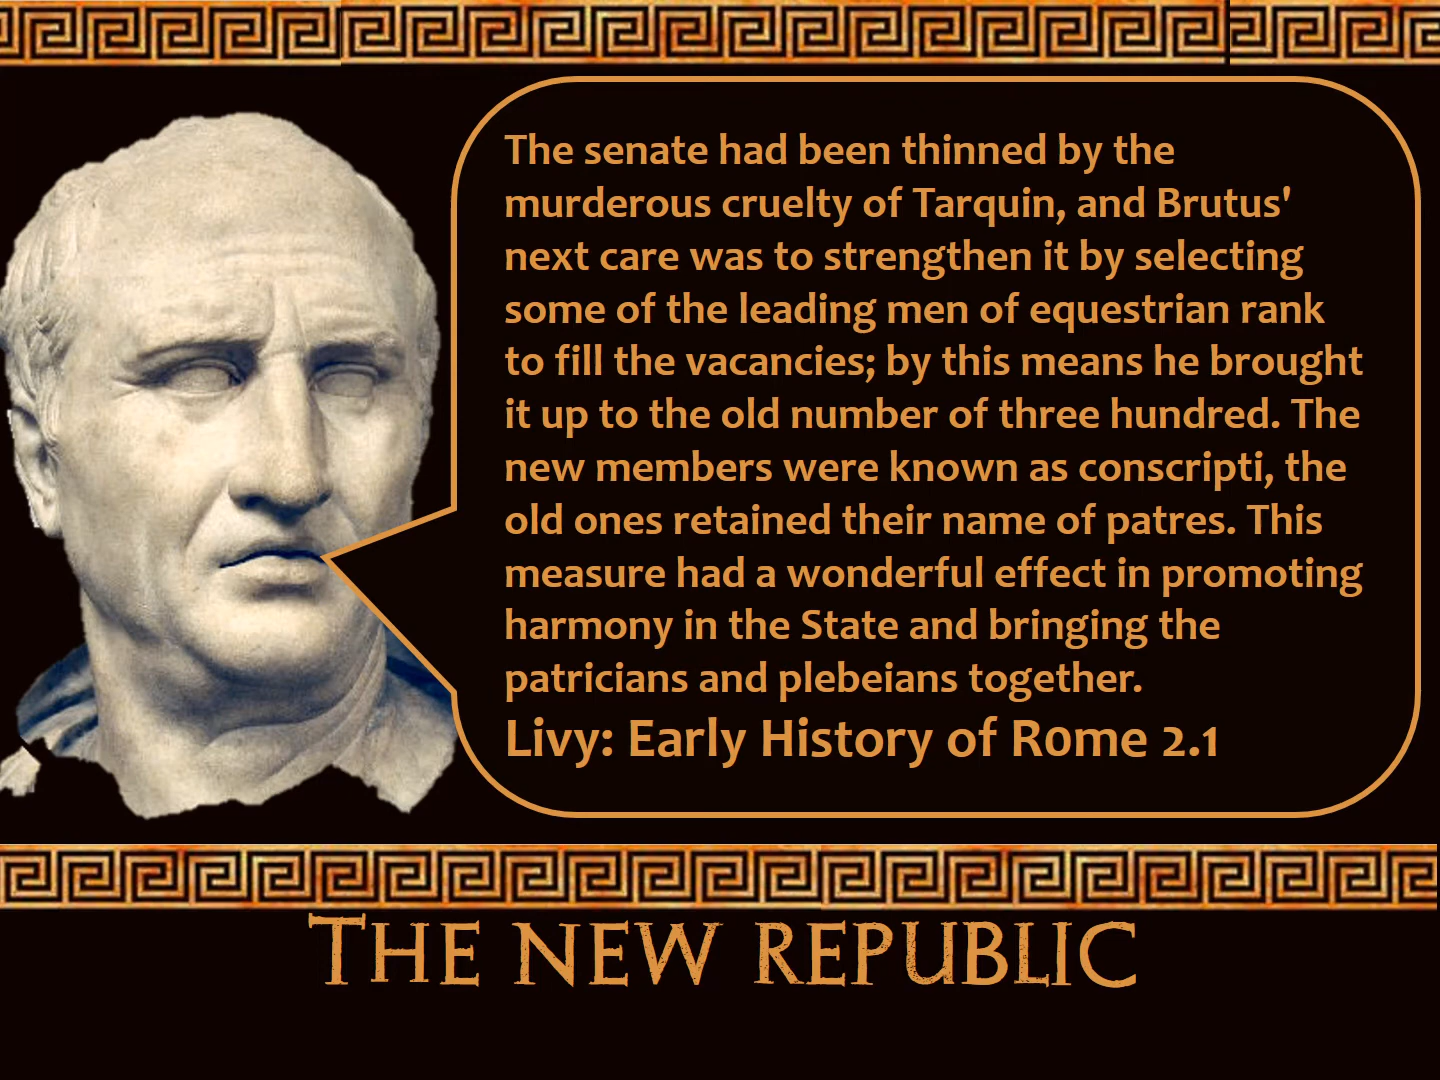 The senate had been thinned by the
murderous cruelty of Tarquin, and Brutus'
next care was to strengthen it by selecting
some of the leading men of equestrian rank
to fill the vacancies; by this means he brought
it up to the old number of three hundred. The
new members were known as conscripti, the
old ones retained their name of patres. This
measure had a wonderful effect in promoting
harmony in the State and bringing the
patricians and plebeians together.
Livy: Early History of Rome 2.1
THE NEW REPUBLIC